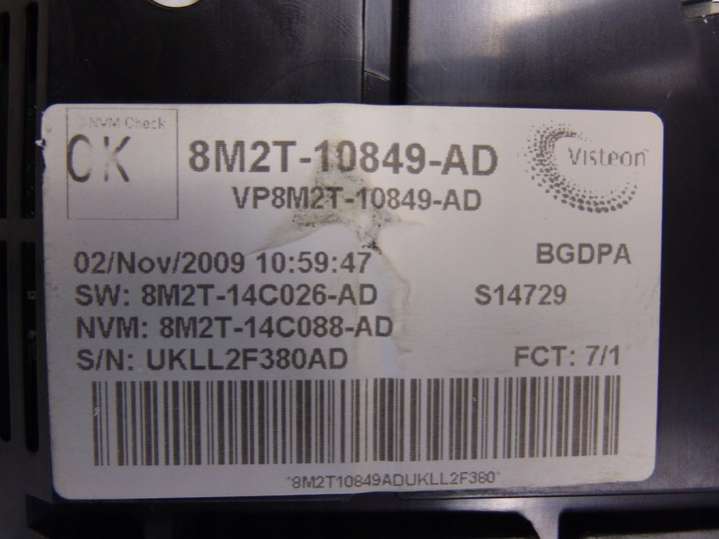 NVM Check
OK
8M2T-10849-AD
VP8M2T-10849-AD
Visteon
02/Nov/2009 10:59:47
BGDPA
SW: 8M2T-14C026-AD
S14729
NVM: 8M2T-14C088-AD
S/N: UKLL2F380AD
FCT: 7/1
*8M2T10849ADUKLL2F380*